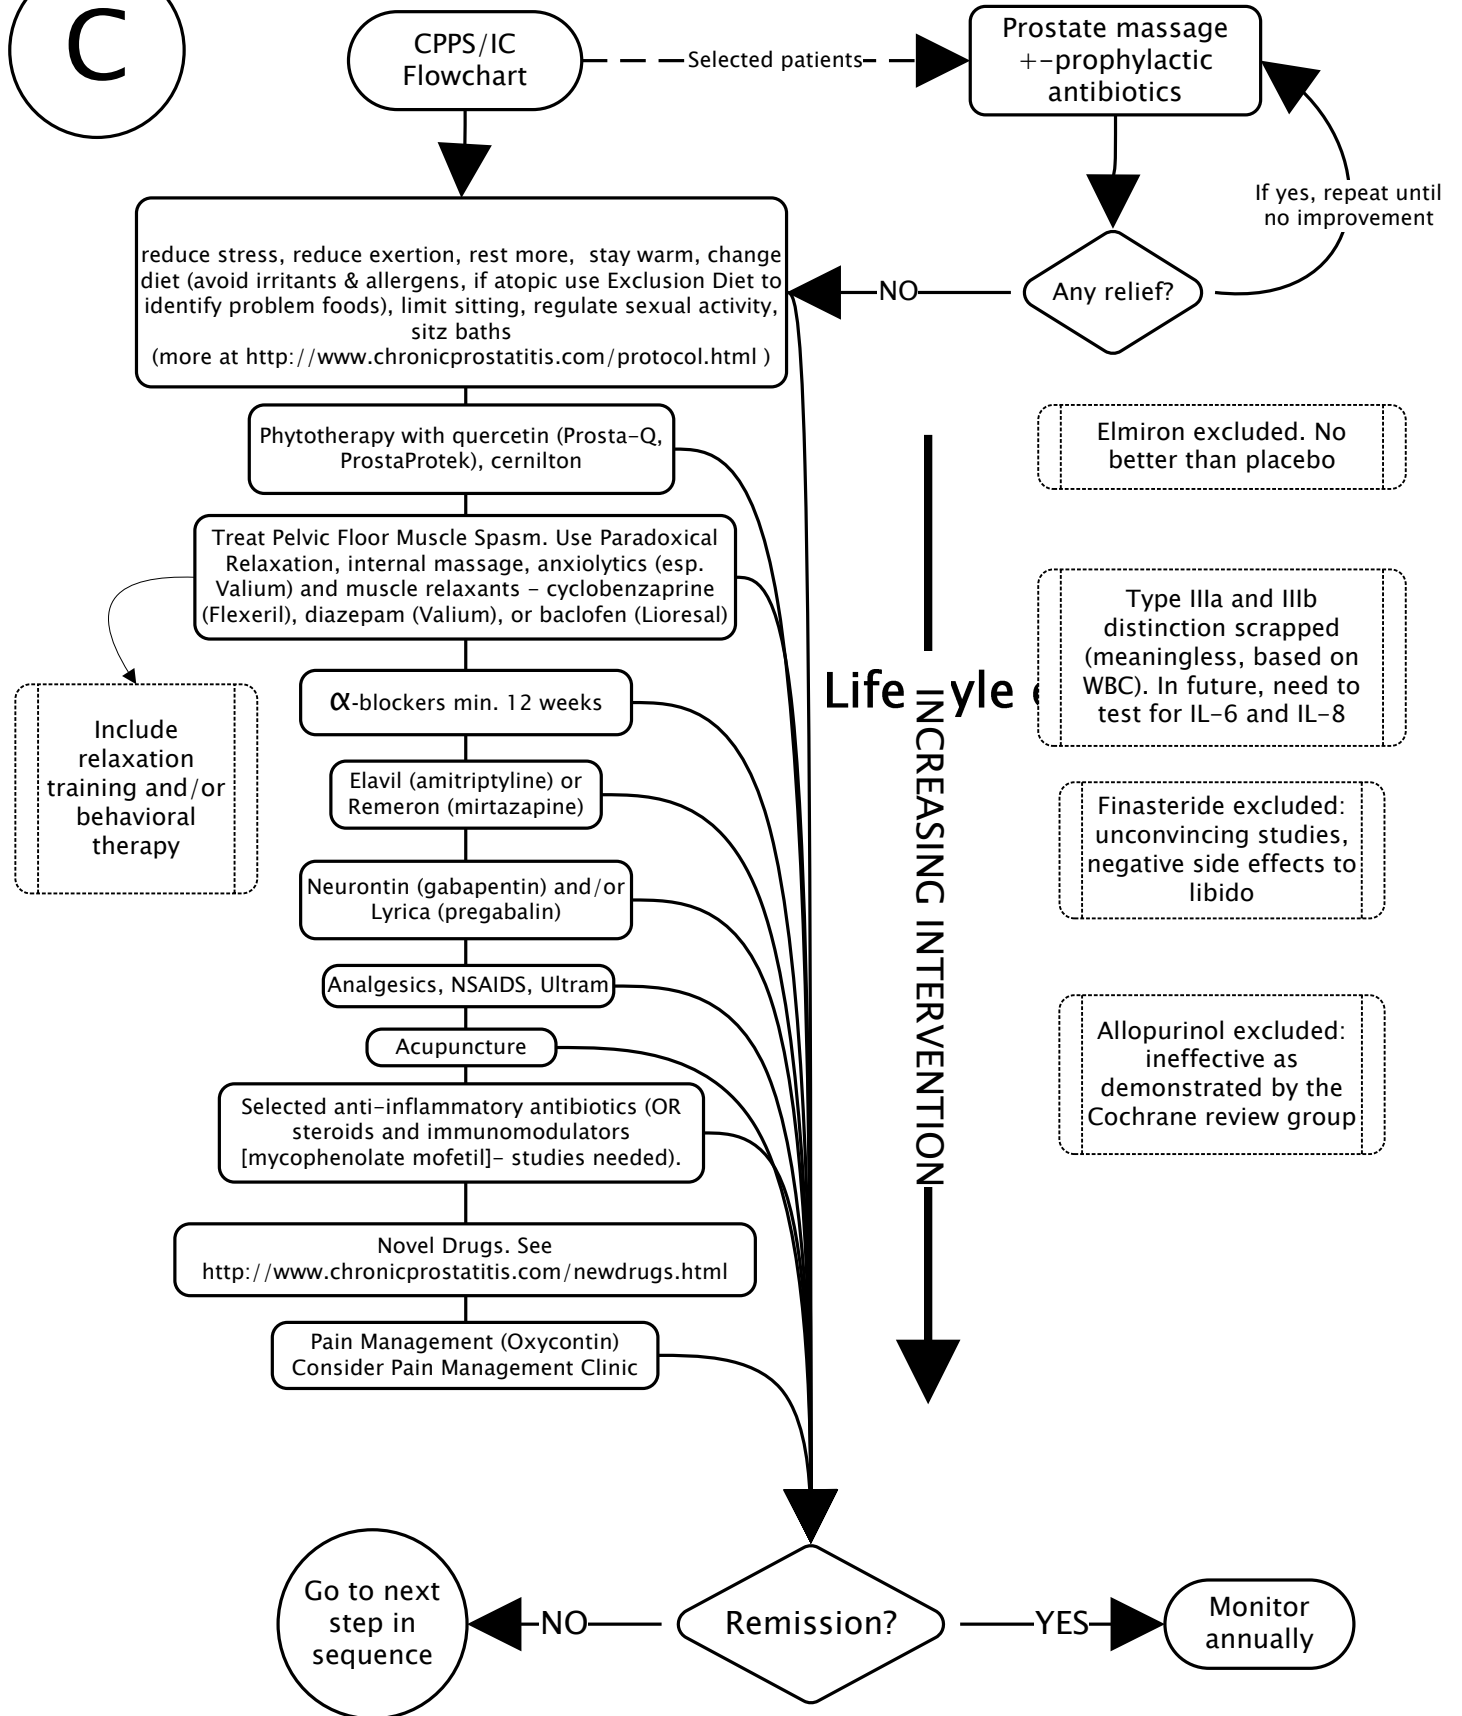 C
CPPS/IC
Flowchart
Selected patients
Prostate massage
+-prophylactic
antibiotics
If yes, repeat until
no improvement
Any relief?
NO
reduce stress, reduce exertion, rest more, stay warm, change
diet (avoid irritants & allergens, if atopic use Exclusion Diet to
identify problem foods), limit sitting, regulate sexual activity,
sitz baths
(more at http://www.chronicprostatitis.com/protocol.html )
Phytotherapy with quercetin (Prosta-Q,
ProstaProtek), cernilton
Treat Pelvic Floor Muscle Spasm. Use Paradoxical
Relaxation, internal massage, anxiolytics (esp.
Valium) and muscle relaxants - cyclobenzaprine
(Flexeril), diazepam (Valium), or baclofen (Lioresal)
Include
relaxation
training and/or
behavioral
therapy
α-blockers min. 12 weeks
Elavil (amitriptyline) or
Remeron (mirtazapine)
Neurontin (gabapentin) and/or
Lyrica (pregabalin)
Analgesics, NSAIDS, Ultram
Acupuncture
Selected anti-inflammatory antibiotics (OR
steroids and immunomodulators
[mycophenolate mofetil]- studies needed).
Novel Drugs. See
http://www.chronicprostatitis.com/newdrugs.html
Pain Management (Oxycontin)
Consider Pain Management Clinic
Life yle
INCREASING INTERVENTION
Elmiron excluded. No
better than placebo
Type IIIa and IIIb
distinction scrapped
(meaningless, based on
WBC). In future, need to
test for IL-6 and IL-8
Finasteride excluded:
unconvincing studies,
negative side effects to
libido
Allopurinol excluded:
ineffective as
demonstrated by the
Cochrane review group
Remission?
NO
Go to next
step in
sequence
YES
Monitor
annually